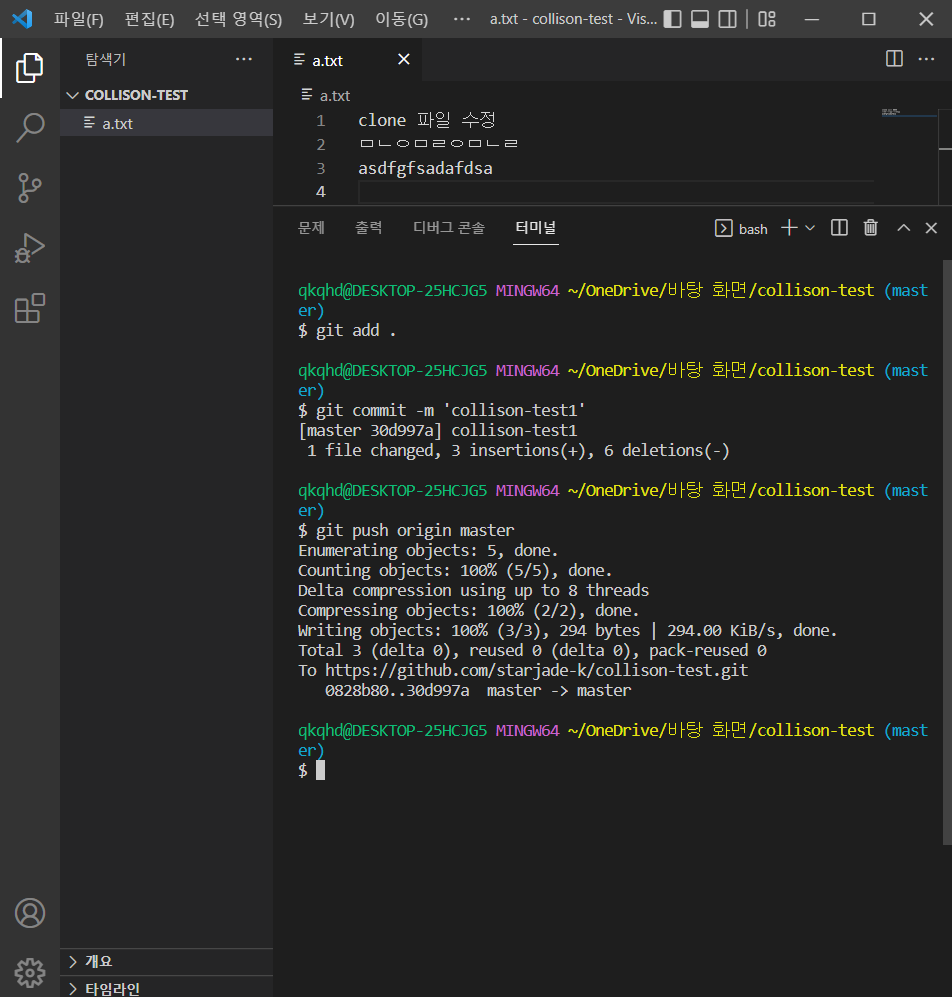 파일(F) 편집(E) 선택 영역(S) 보기(V) 이동(G) ··· a.txt - collison-test - Vis...
탐색기 ···
COLLISON-TEST
a.txt
a.txt
a.txt
1 clone 파일 수정
2 ㅁㄴㅇㅁㄹㅇㅁㄴㄹ
3 asdfgfsadafdsa
4
문제 출력 디버그 콘솔 터미널 bash
qkqhd@DESKTOP-25HCJG5 MINGW64 ~/OneDrive/바탕 화면/collison-test (mast
er)
$ git add .
qkqhd@DESKTOP-25HCJG5 MINGW64 ~/OneDrive/바탕 화면/collison-test (mast
er)
$ git commit -m 'collison-test1'
[master 30d997a] collison-test1
1 file changed, 3 insertions(+), 6 deletions(-)
qkqhd@DESKTOP-25HCJG5 MINGW64 ~/OneDrive/바탕 화면/collison-test (mast
er)
$ git push origin master
Enumerating objects: 5, done.
Counting objects: 100% (5/5), done.
Delta compression using up to 8 threads
Compressing objects: 100% (2/2), done.
Writing objects: 100% (3/3), 294 bytes | 294.00 KiB/s, done.
Total 3 (delta 0), reused 0 (delta 0), pack-reused 0
To https://github.com/starjade-k/collison-test.git
0828b80..30d997a  master -> master
qkqhd@DESKTOP-25HCJG5 MINGW64 ~/OneDrive/바탕 화면/collison-test (mast
er)
$
개요
타임라인